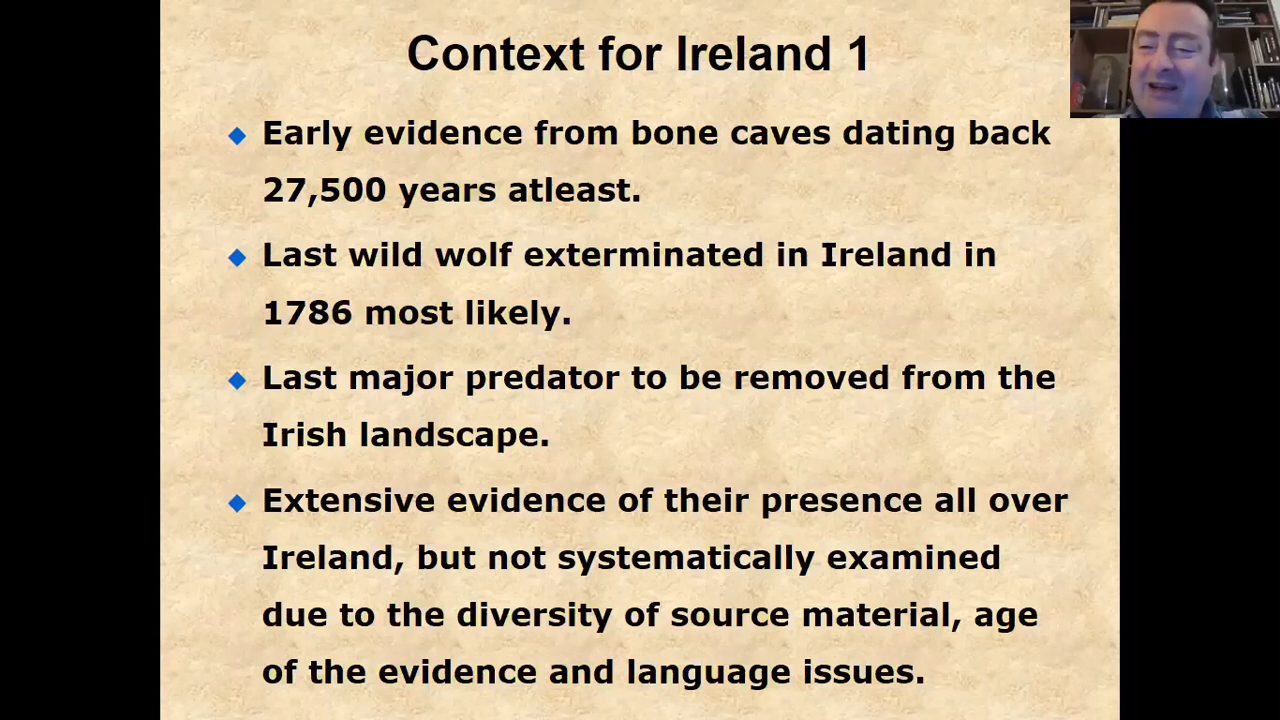 Context for Ireland 1
Early evidence from bone caves dating back
27,500 years atleast.
Last wild wolf exterminated in Ireland in
1786 most likely.
Last major predator to be removed from the
Irish landscape.
Extensive evidence of their presence all over
Ireland, but not systematically examined
due to the diversity of source material, age
of the evidence and language issues.